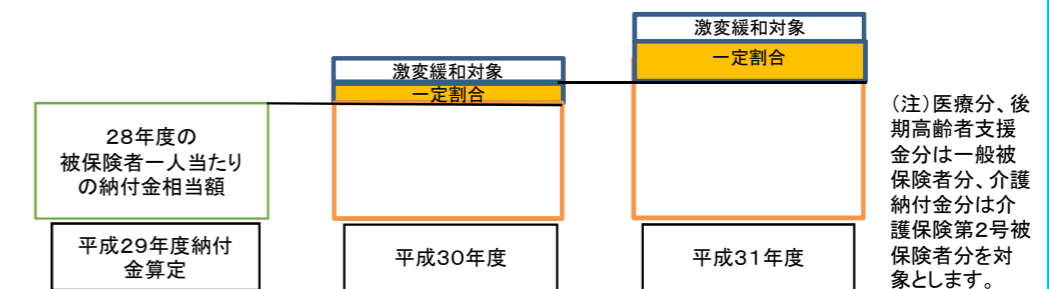 激変緩和対象
一定割合
激変緩和対象
一定割合
28年度の
被保険者一人当たり
の納付金相当額
平成29年度納付
金算定
平成30年度
平成31年度
(注)医療分、後
期高齢者支援
金分は一般被
保険者分、介護
納付金分は介
護保険第2号被
保険者分を対
象とします。